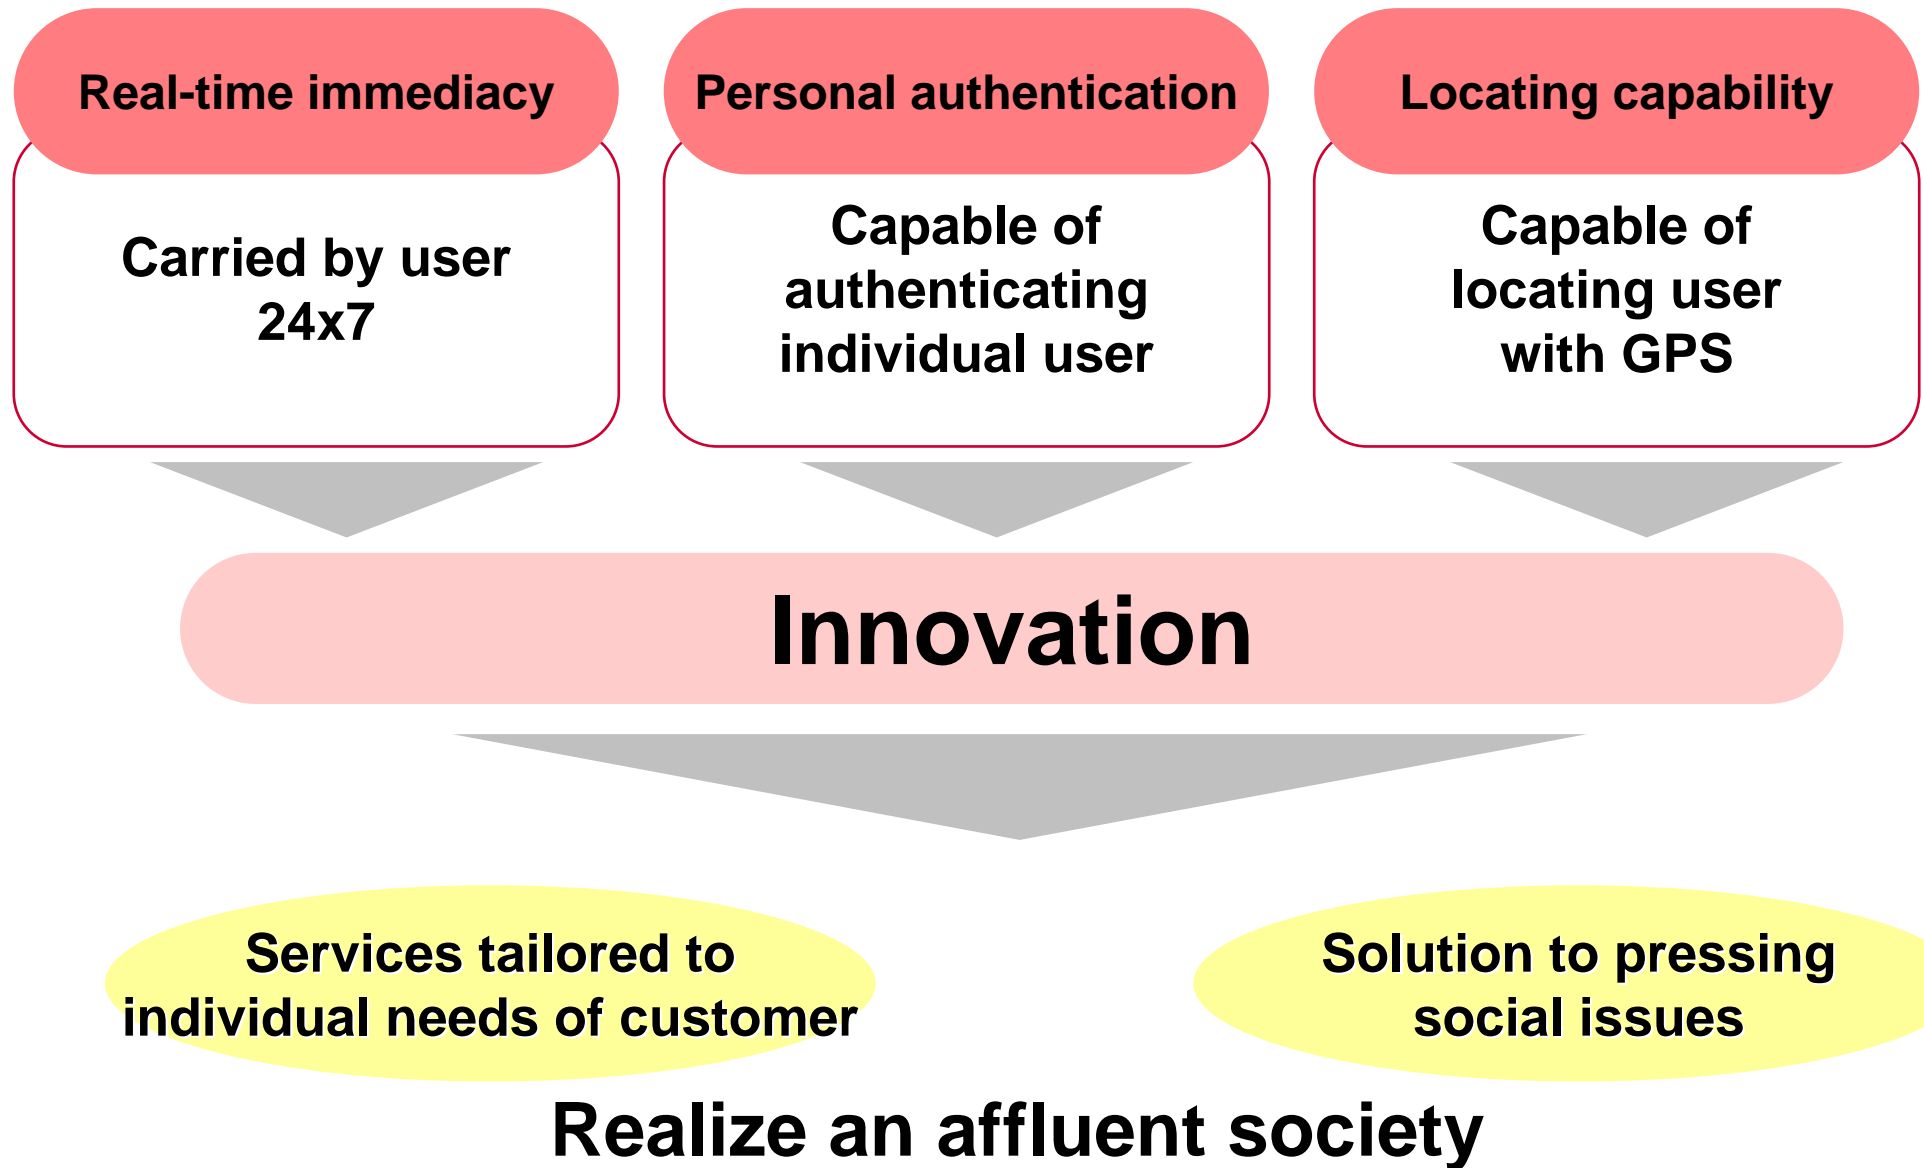 Real-time immediacy
Personal authentication
Locating capability
Carried by user
24x7
Capable of
authenticating
individual user
Capable of
locating user
with GPS
Innovation
Services tailored to
individual needs of customer
Solution to pressing
social issues
Realize an affluent society